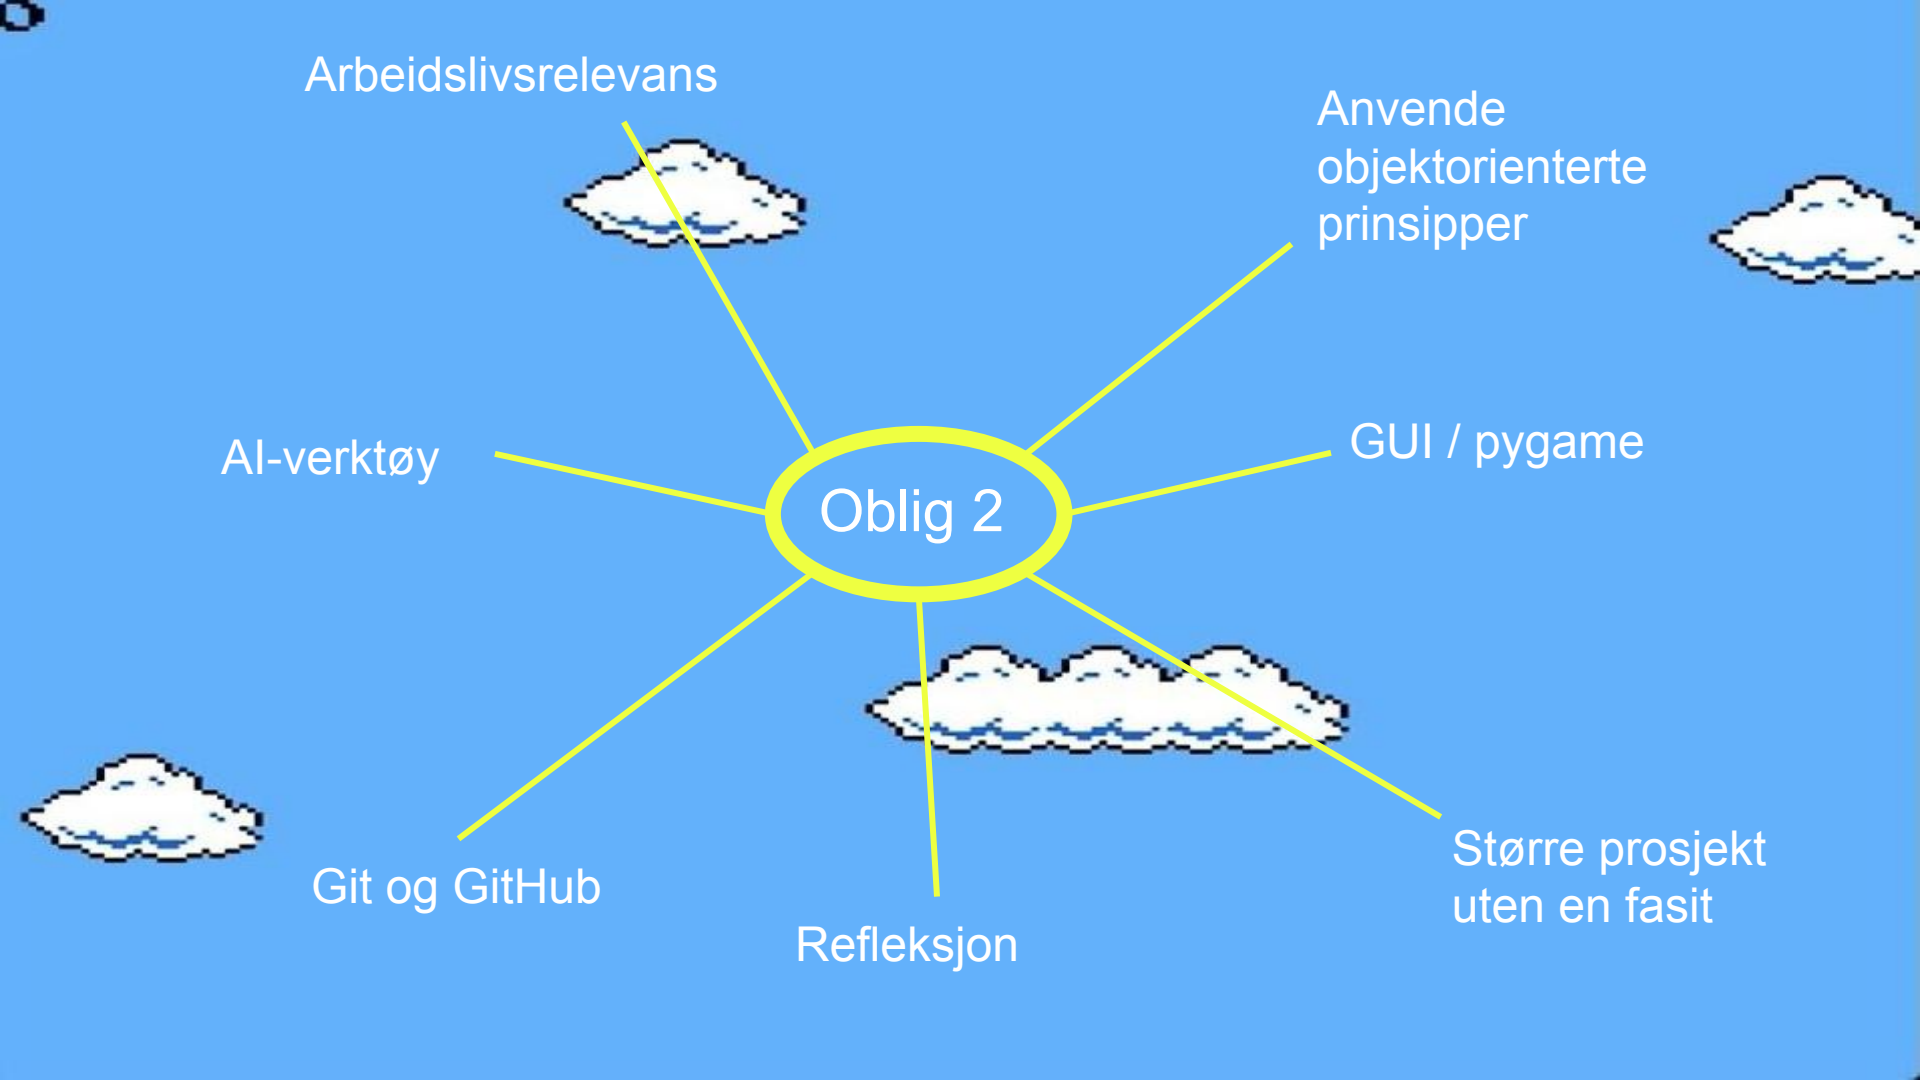 Arbeidslivsrelevans
Anvende
objektorienterte
prinsipper
AI-verktøy
GUI / pygame
Oblig 2
Git og GitHub
Refleksjon
Større prosjekt
uten en fasit